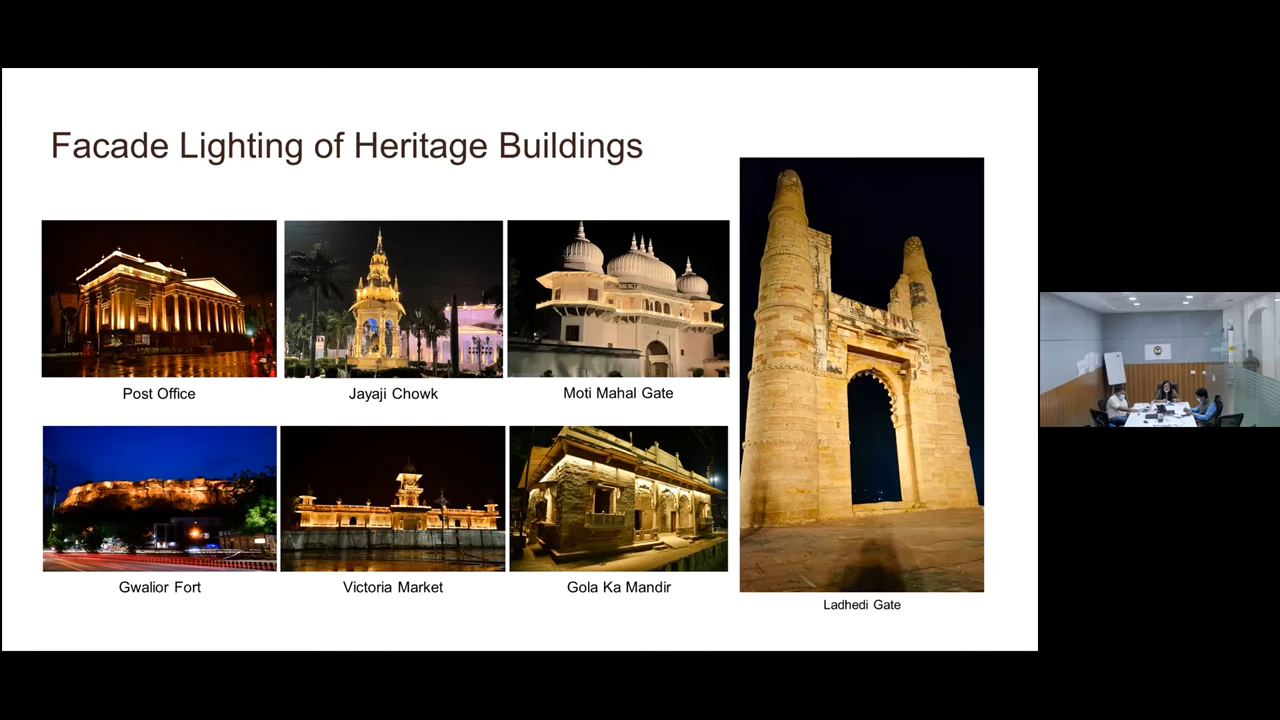 Facade Lighting of Heritage Buildings
Post Office
Jayaji Chowk
Moti Mahal Gate
Gwalior Fort
Victoria Market
Gola Ka Mandir
Ladhedi Gate